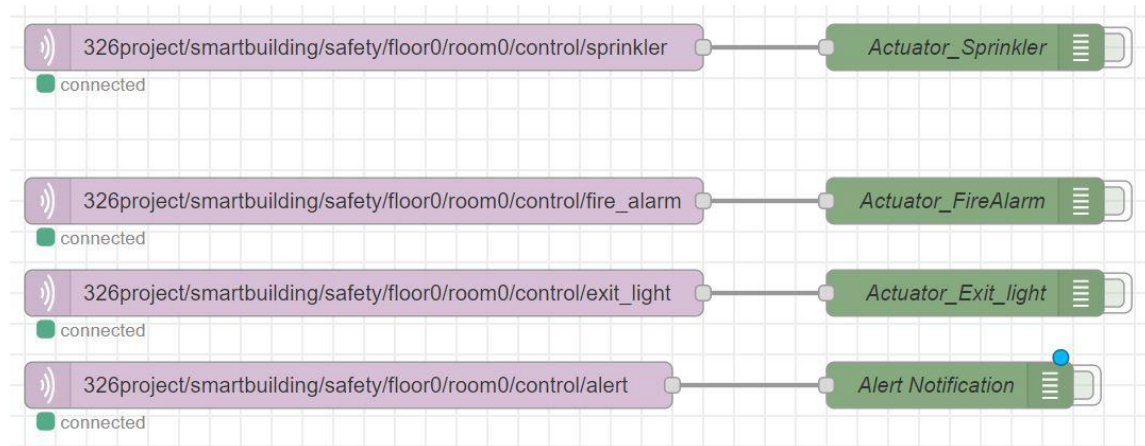 326project/smartbuilding/safety/floor0/room0/control/sprinkler Actuator_Sprinkler
connected
326project/smartbuilding/safety/floor0/room0/control/fire_alarm Actuator_FireAlarm
connected
326project/smartbuilding/safety/floor0/room0/control/exit_light Actuator_Exit_light
connected
326project/smartbuilding/safety/floor0/room0/control/alert Alert Notification
connected